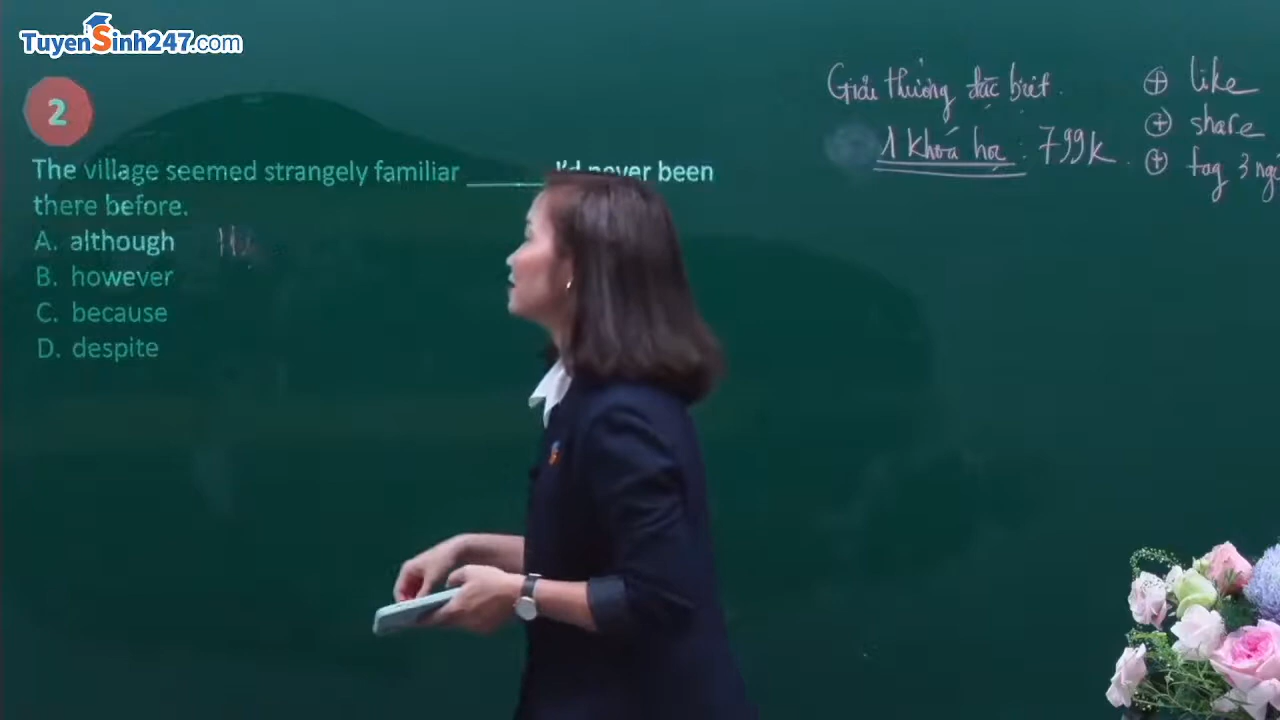 TuyenSinh247.com
2
The village seemed strangely familiar ______ I'd never been
there before.
A. although
B. however
C. because
D. despite
Giải thưởng đặc biệt.
1 khoá học : 799k.
+ like
+ share
+ tag 3